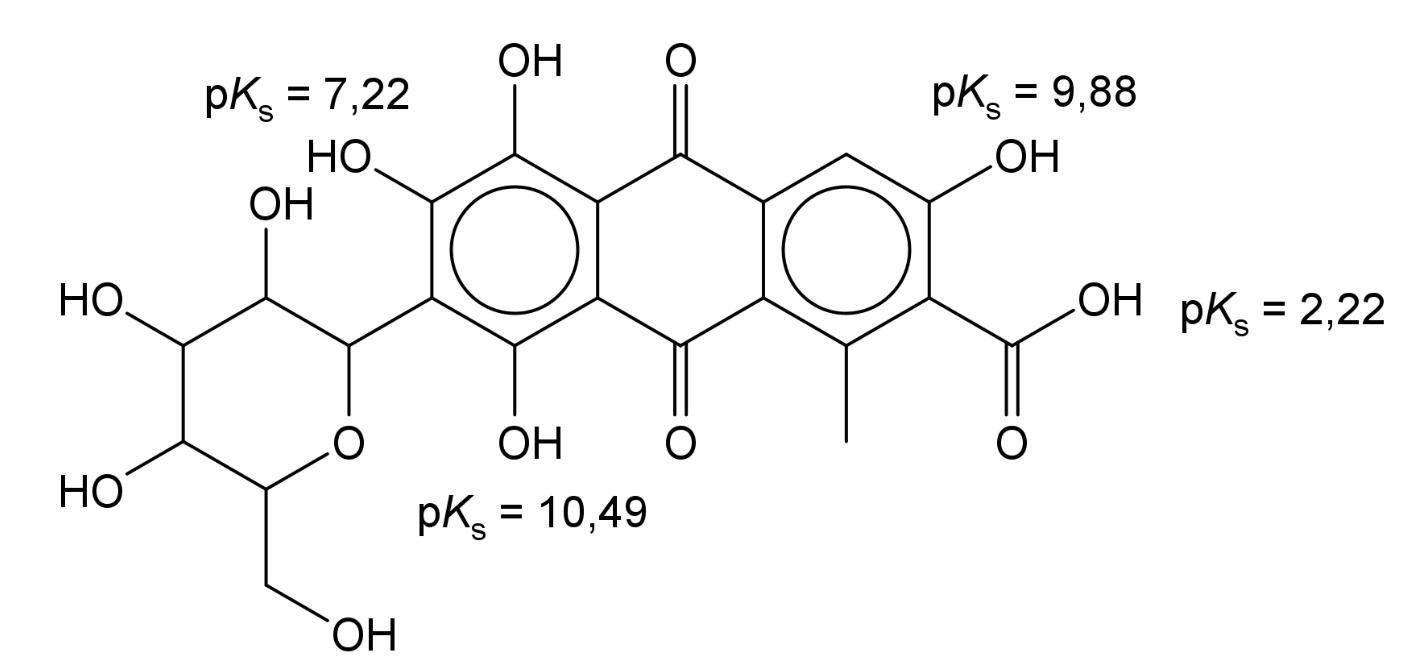 OH
O
pKₛ = 7,22
pKₛ = 9,88
HO
OH
OH
HO
OH
pKₛ = 2,22
O
OH
O
O
HO
pKₛ = 10,49
OH